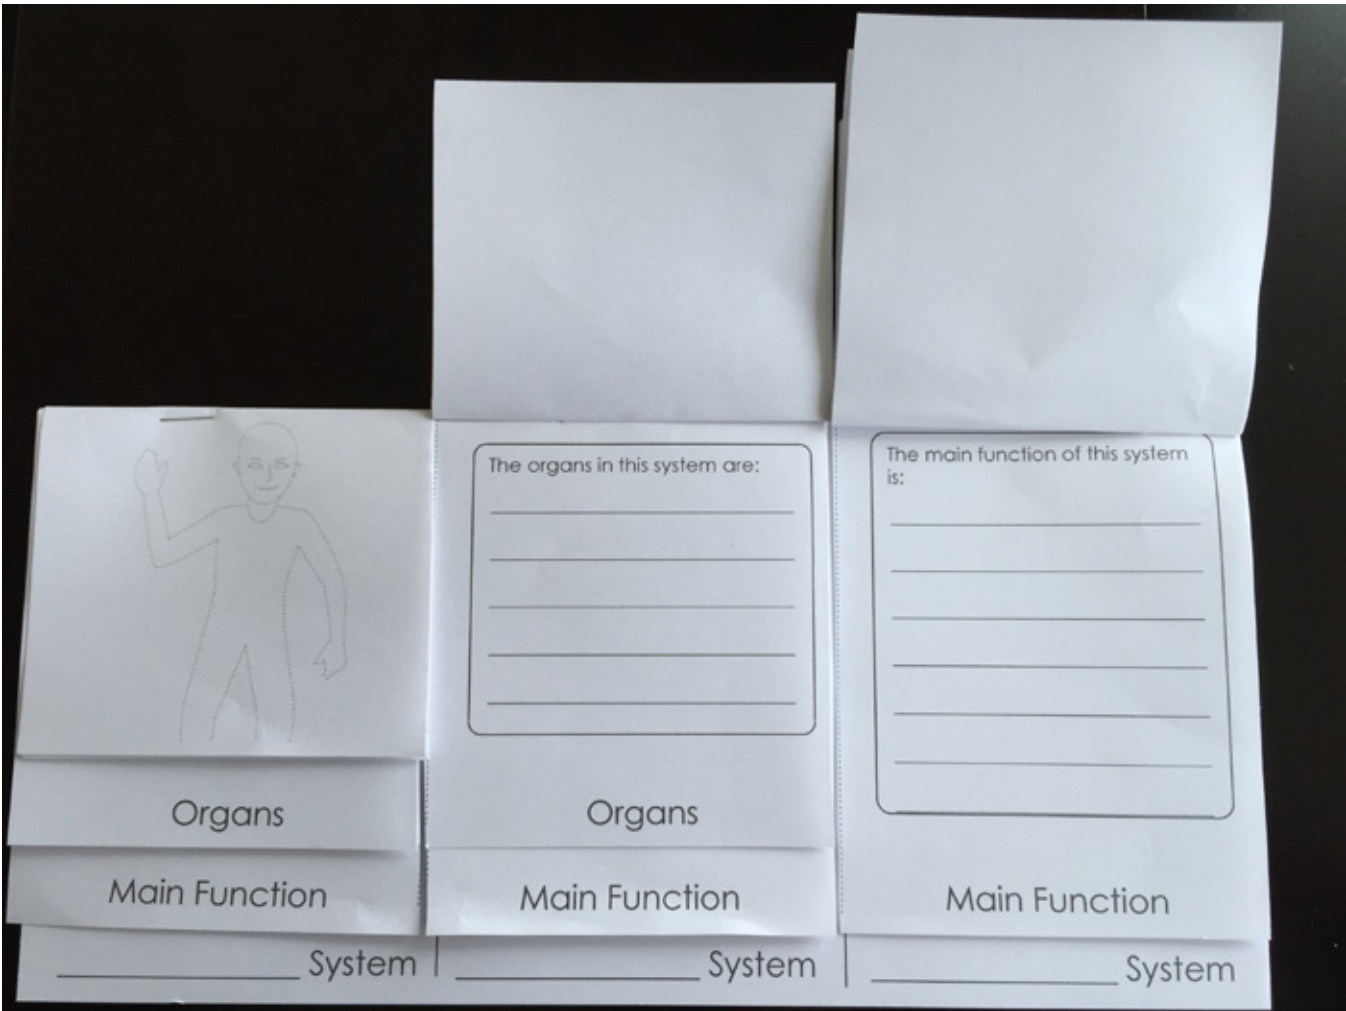 The organs in this system are:
The main function of this system
is:
Organs
Organs
Main Function
Main Function
Main Function
System
System
System